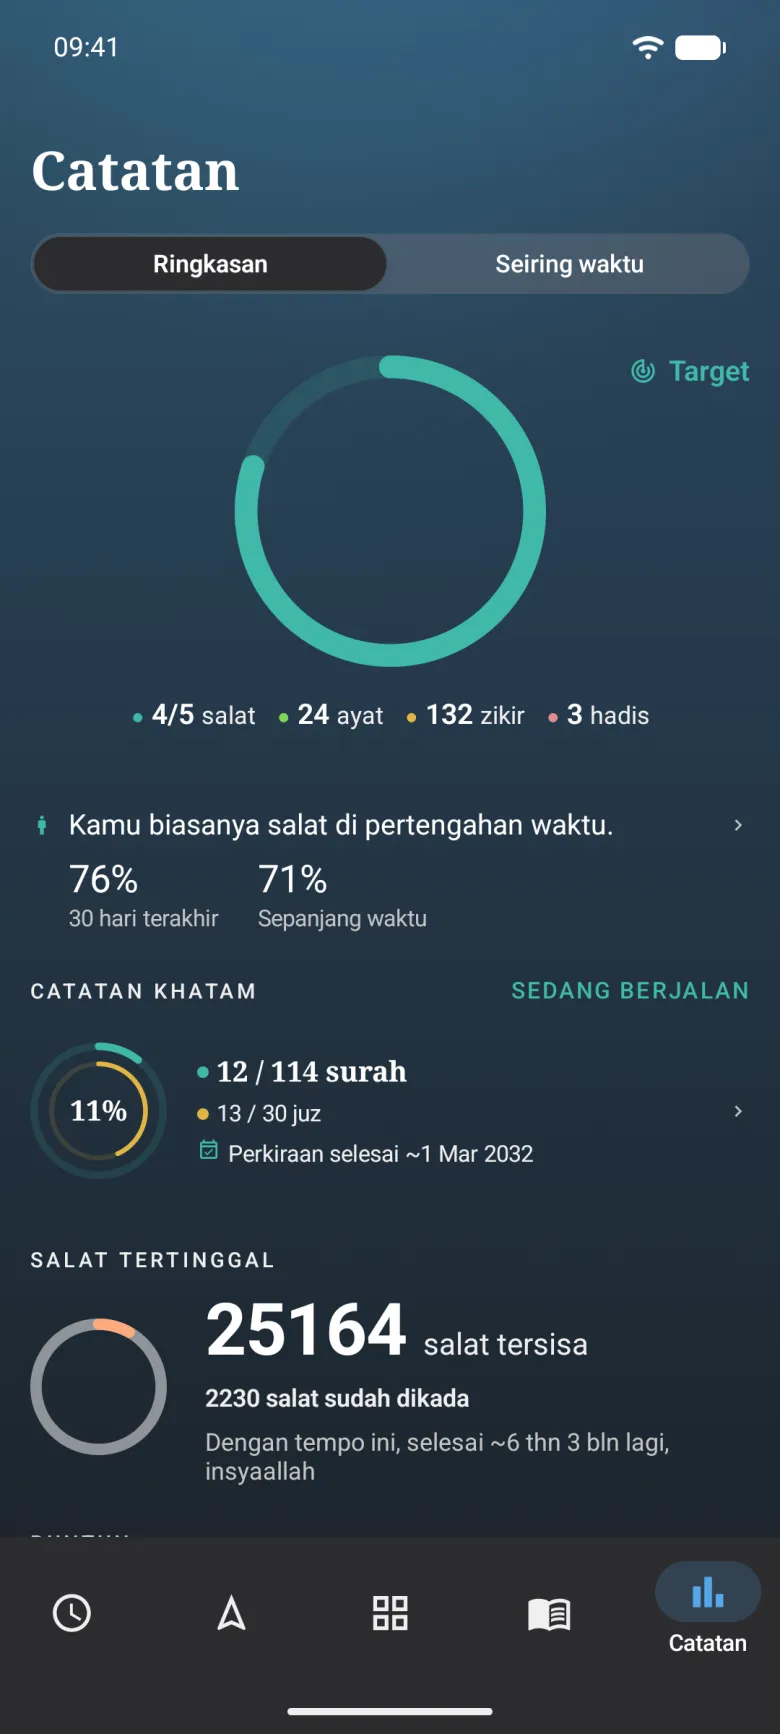 09:41
Catatan
Ringkasan
Seiring waktu
Target
4/5 salat 24 ayat 132 zikir 3 hadis
Kamu biasanya salat di pertengahan waktu.
76% 71%
30 hari terakhir Sepanjang waktu
CATATAN KHATAM SEDANG BERJALAN
11%
12 / 114 surah
13 / 30 juz
Perkiraan selesai ~1 Mar 2032
SALAT TERTINGGAL
25164 salat tersisa
2230 salat sudah dikada
Dengan tempo ini, selesai ~6 thn 3 bln lagi,
insyaallah
Catatan